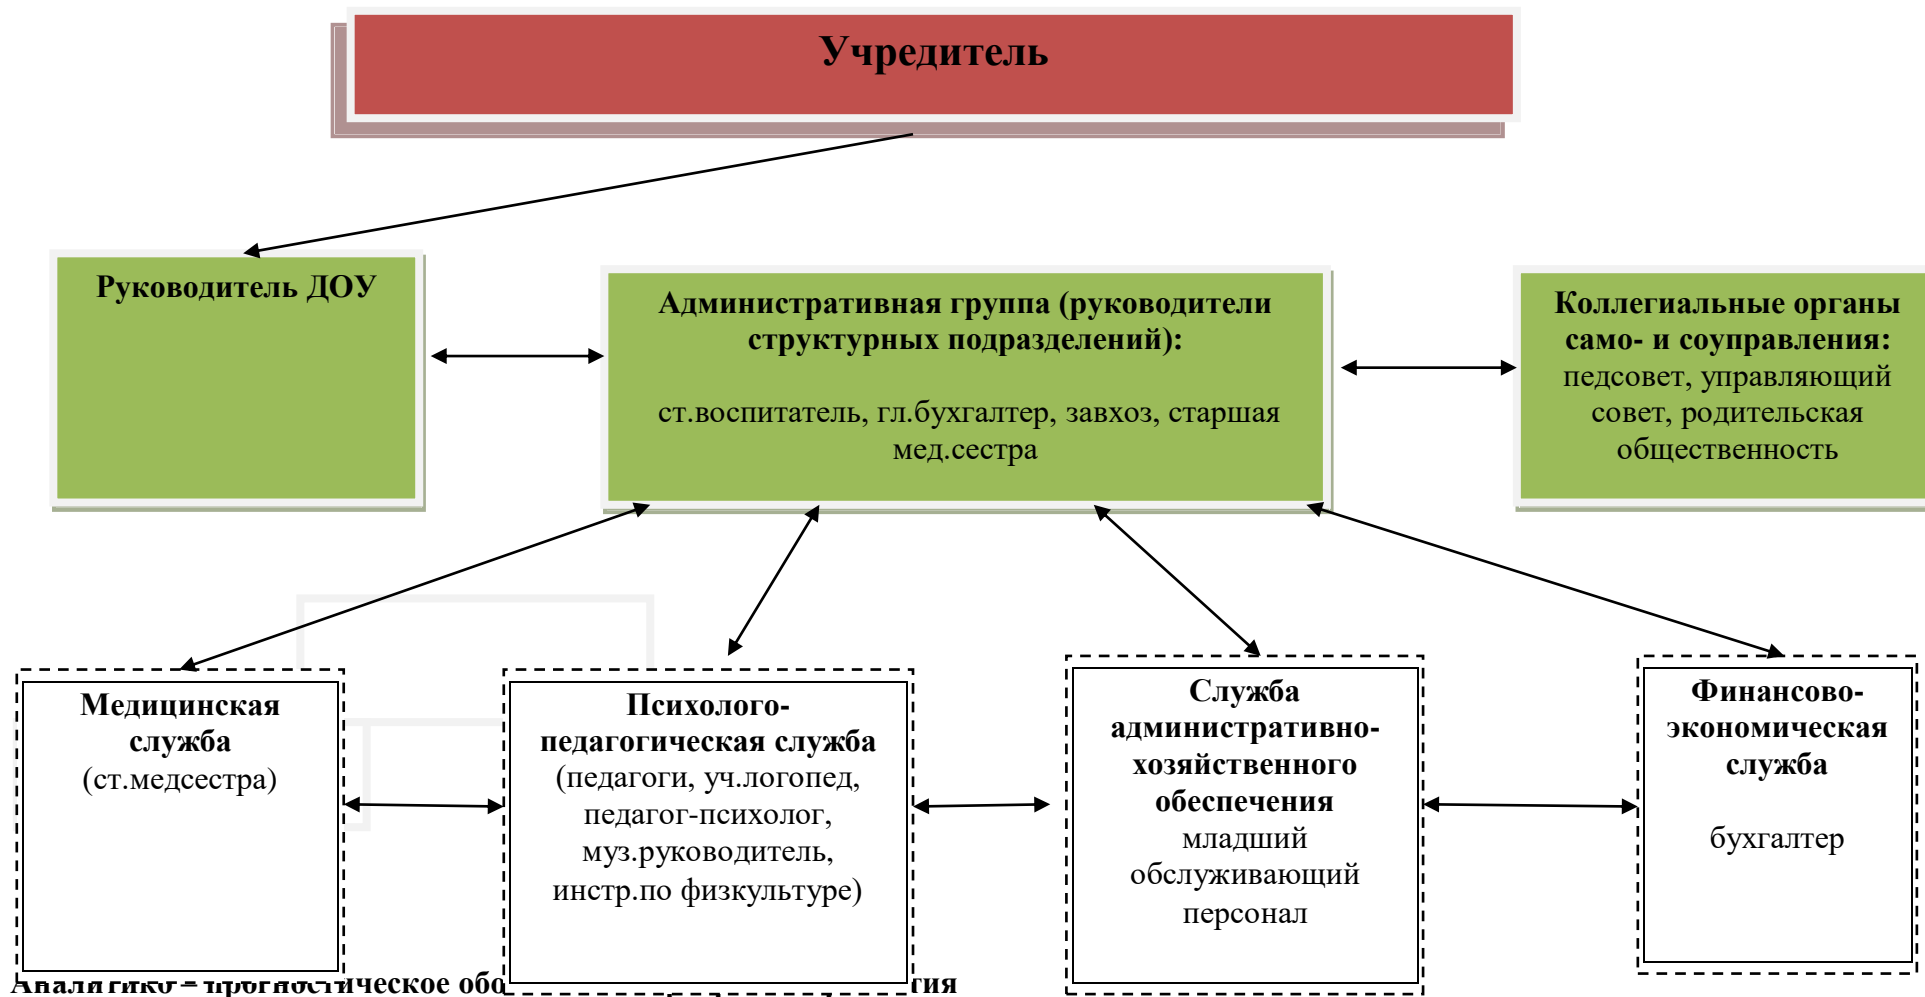 Учредитель
Руководитель ДОУ
Административная группа (руководители
структурных подразделений):
ст.воспитатель, гл.бухгалтер, завхоз, старшая
мед.сестра
Коллегиальные органы
само- и соуправления:
педсовет, управляющий
совет, родительская
общественность
Медицинская
служба
(ст.медсестра)
Психолого-
педагогическая служба
(педагоги, уч.логопед,
педагог-психолог,
муз.руководитель,
инстр.по физкультуре)
Служба
административно-
хозяйственного
обеспечения
младший
обслуживающий
персонал
Финансово-
экономическая
служба
бухгалтер
Аналитико – прогностическое